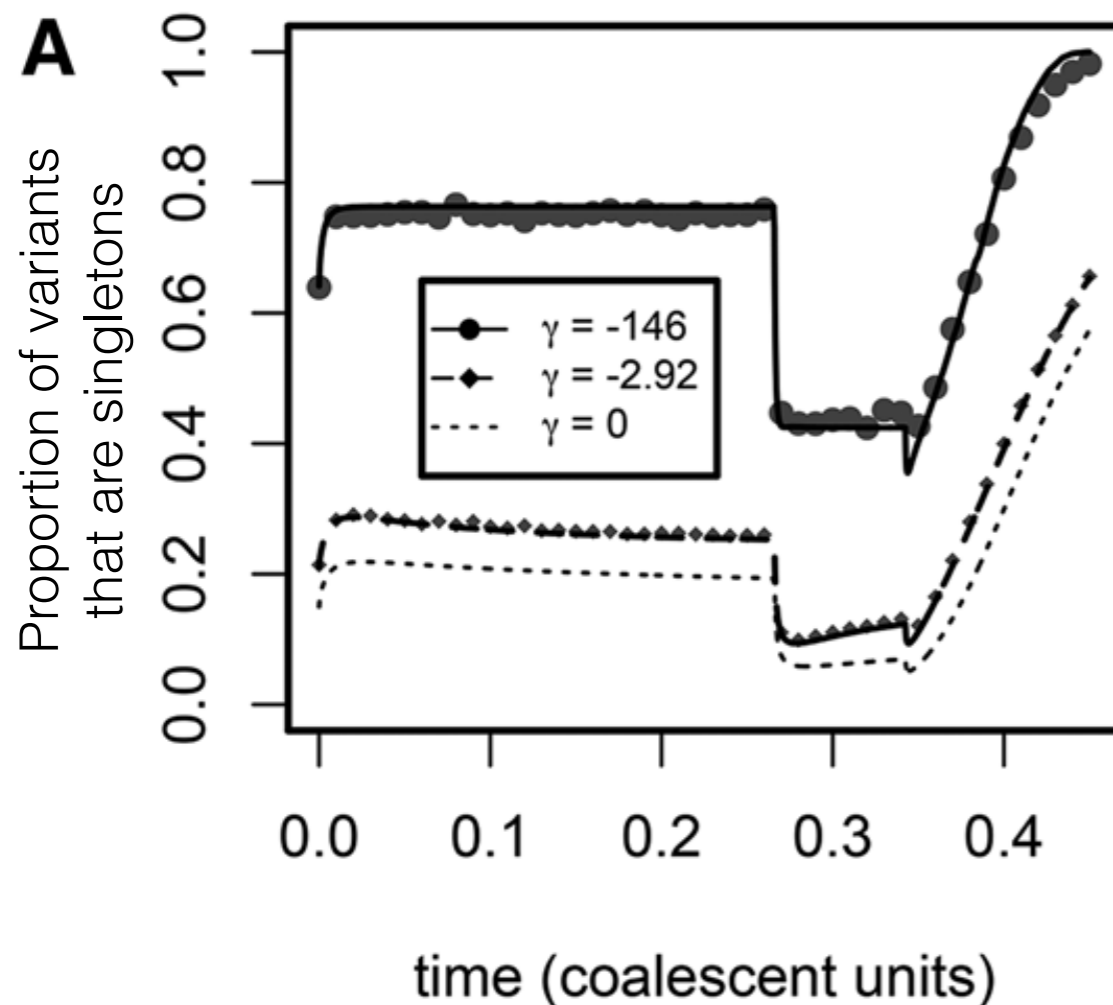 A
Proportion of variants
that are singletons
1.0
0.8
0.6
0.4
0.2
0.0
γ = -146
γ = -2.92
γ = 0
0.0 0.1 0.2 0.3 0.4
time (coalescent units)